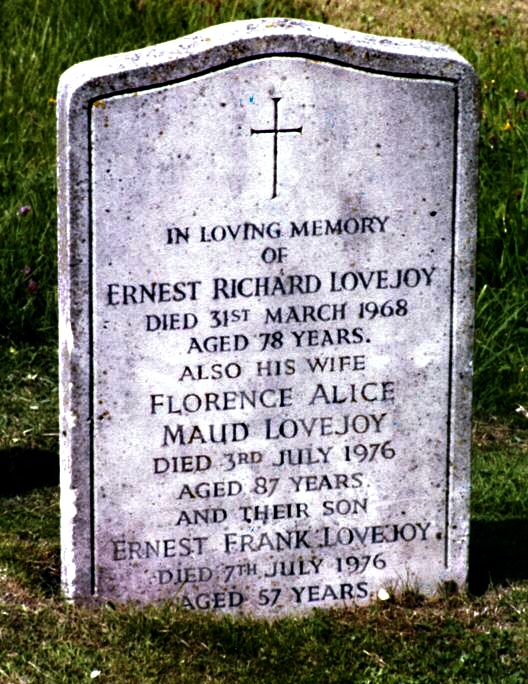 IN LOVING MEMORY
OF
ERNEST RICHARD LOVEJOY
DIED 31ST MARCH 1968
AGED 78 YEARS.
ALSO HIS WIFE
FLORENCE ALICE
MAUD LOVEJOY
DIED 3RD JULY 1976
AGED 87 YEARS
AND THEIR SON
ERNEST FRANK LOVEJOY.
DIED 7TH JULY 1976
AGED 57 YEARS.